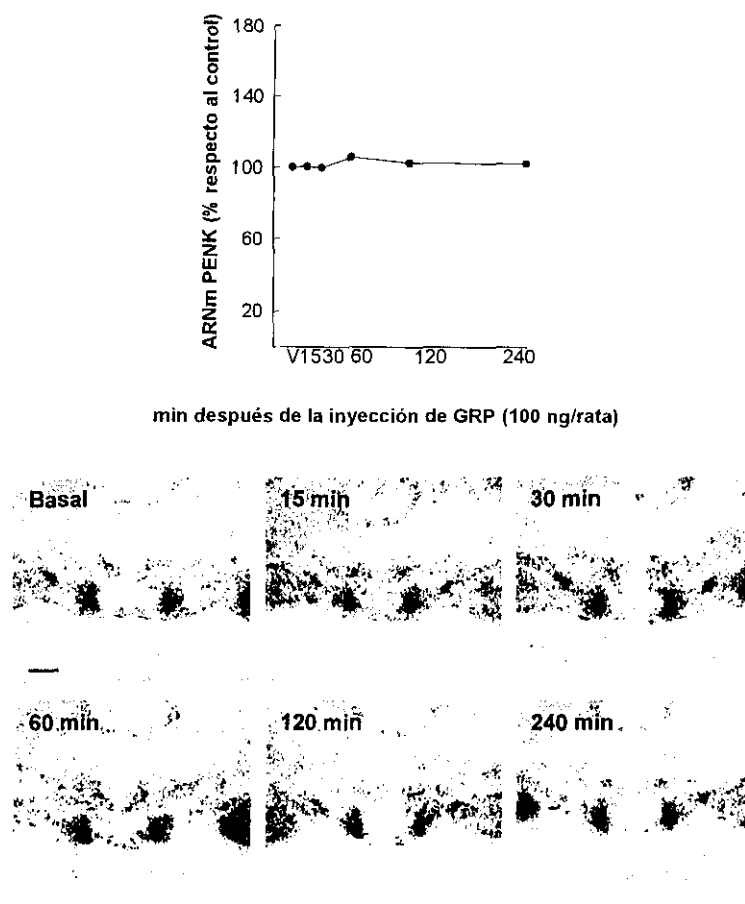 ARNm PENK (% respecto al control)
180
140
100
60
20
V1530 60 120 240
min después de la inyección de GRP (100 ng/rata)
Basal 15 min 30 min
60 min 120 min 240 min